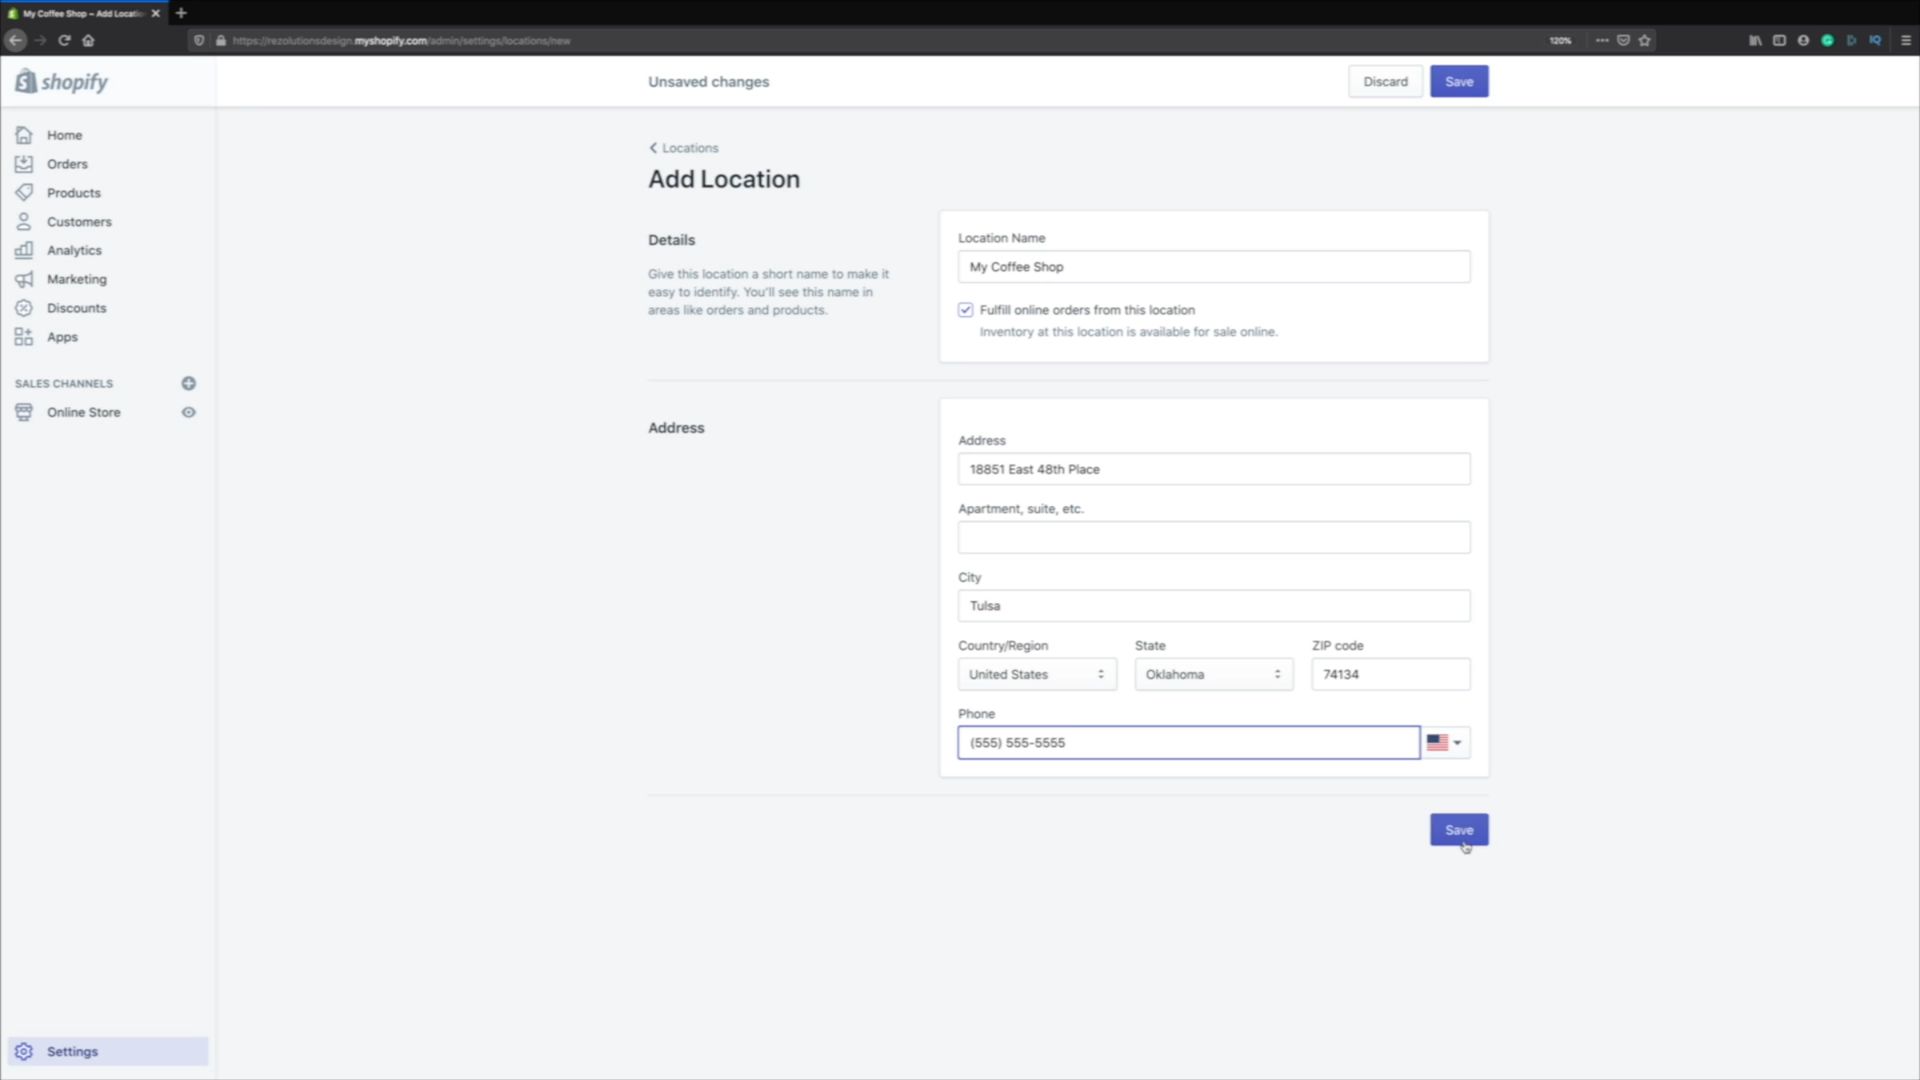 My Coffee Shop – Add Locatio
https://rezolutionsdesign.myshopify.com/admin/settings/locations/new
120%
shopify
Unsaved changes
Discard
Save
Home
Orders
Products
Customers
Analytics
Marketing
Discounts
Apps
SALES CHANNELS
Online Store
Settings
Locations
Add Location
Details
Give this location a short name to make it
easy to identify. You'll see this name in
areas like orders and products.
Location Name
My Coffee Shop
Fulfill online orders from this location
Inventory at this location is available for sale online.
Address
Address
18851 East 48th Place
Apartment, suite, etc.
City
Tulsa
Country/Region
State
ZIP code
United States
Oklahoma
74134
Phone
(555) 555-5555
Save